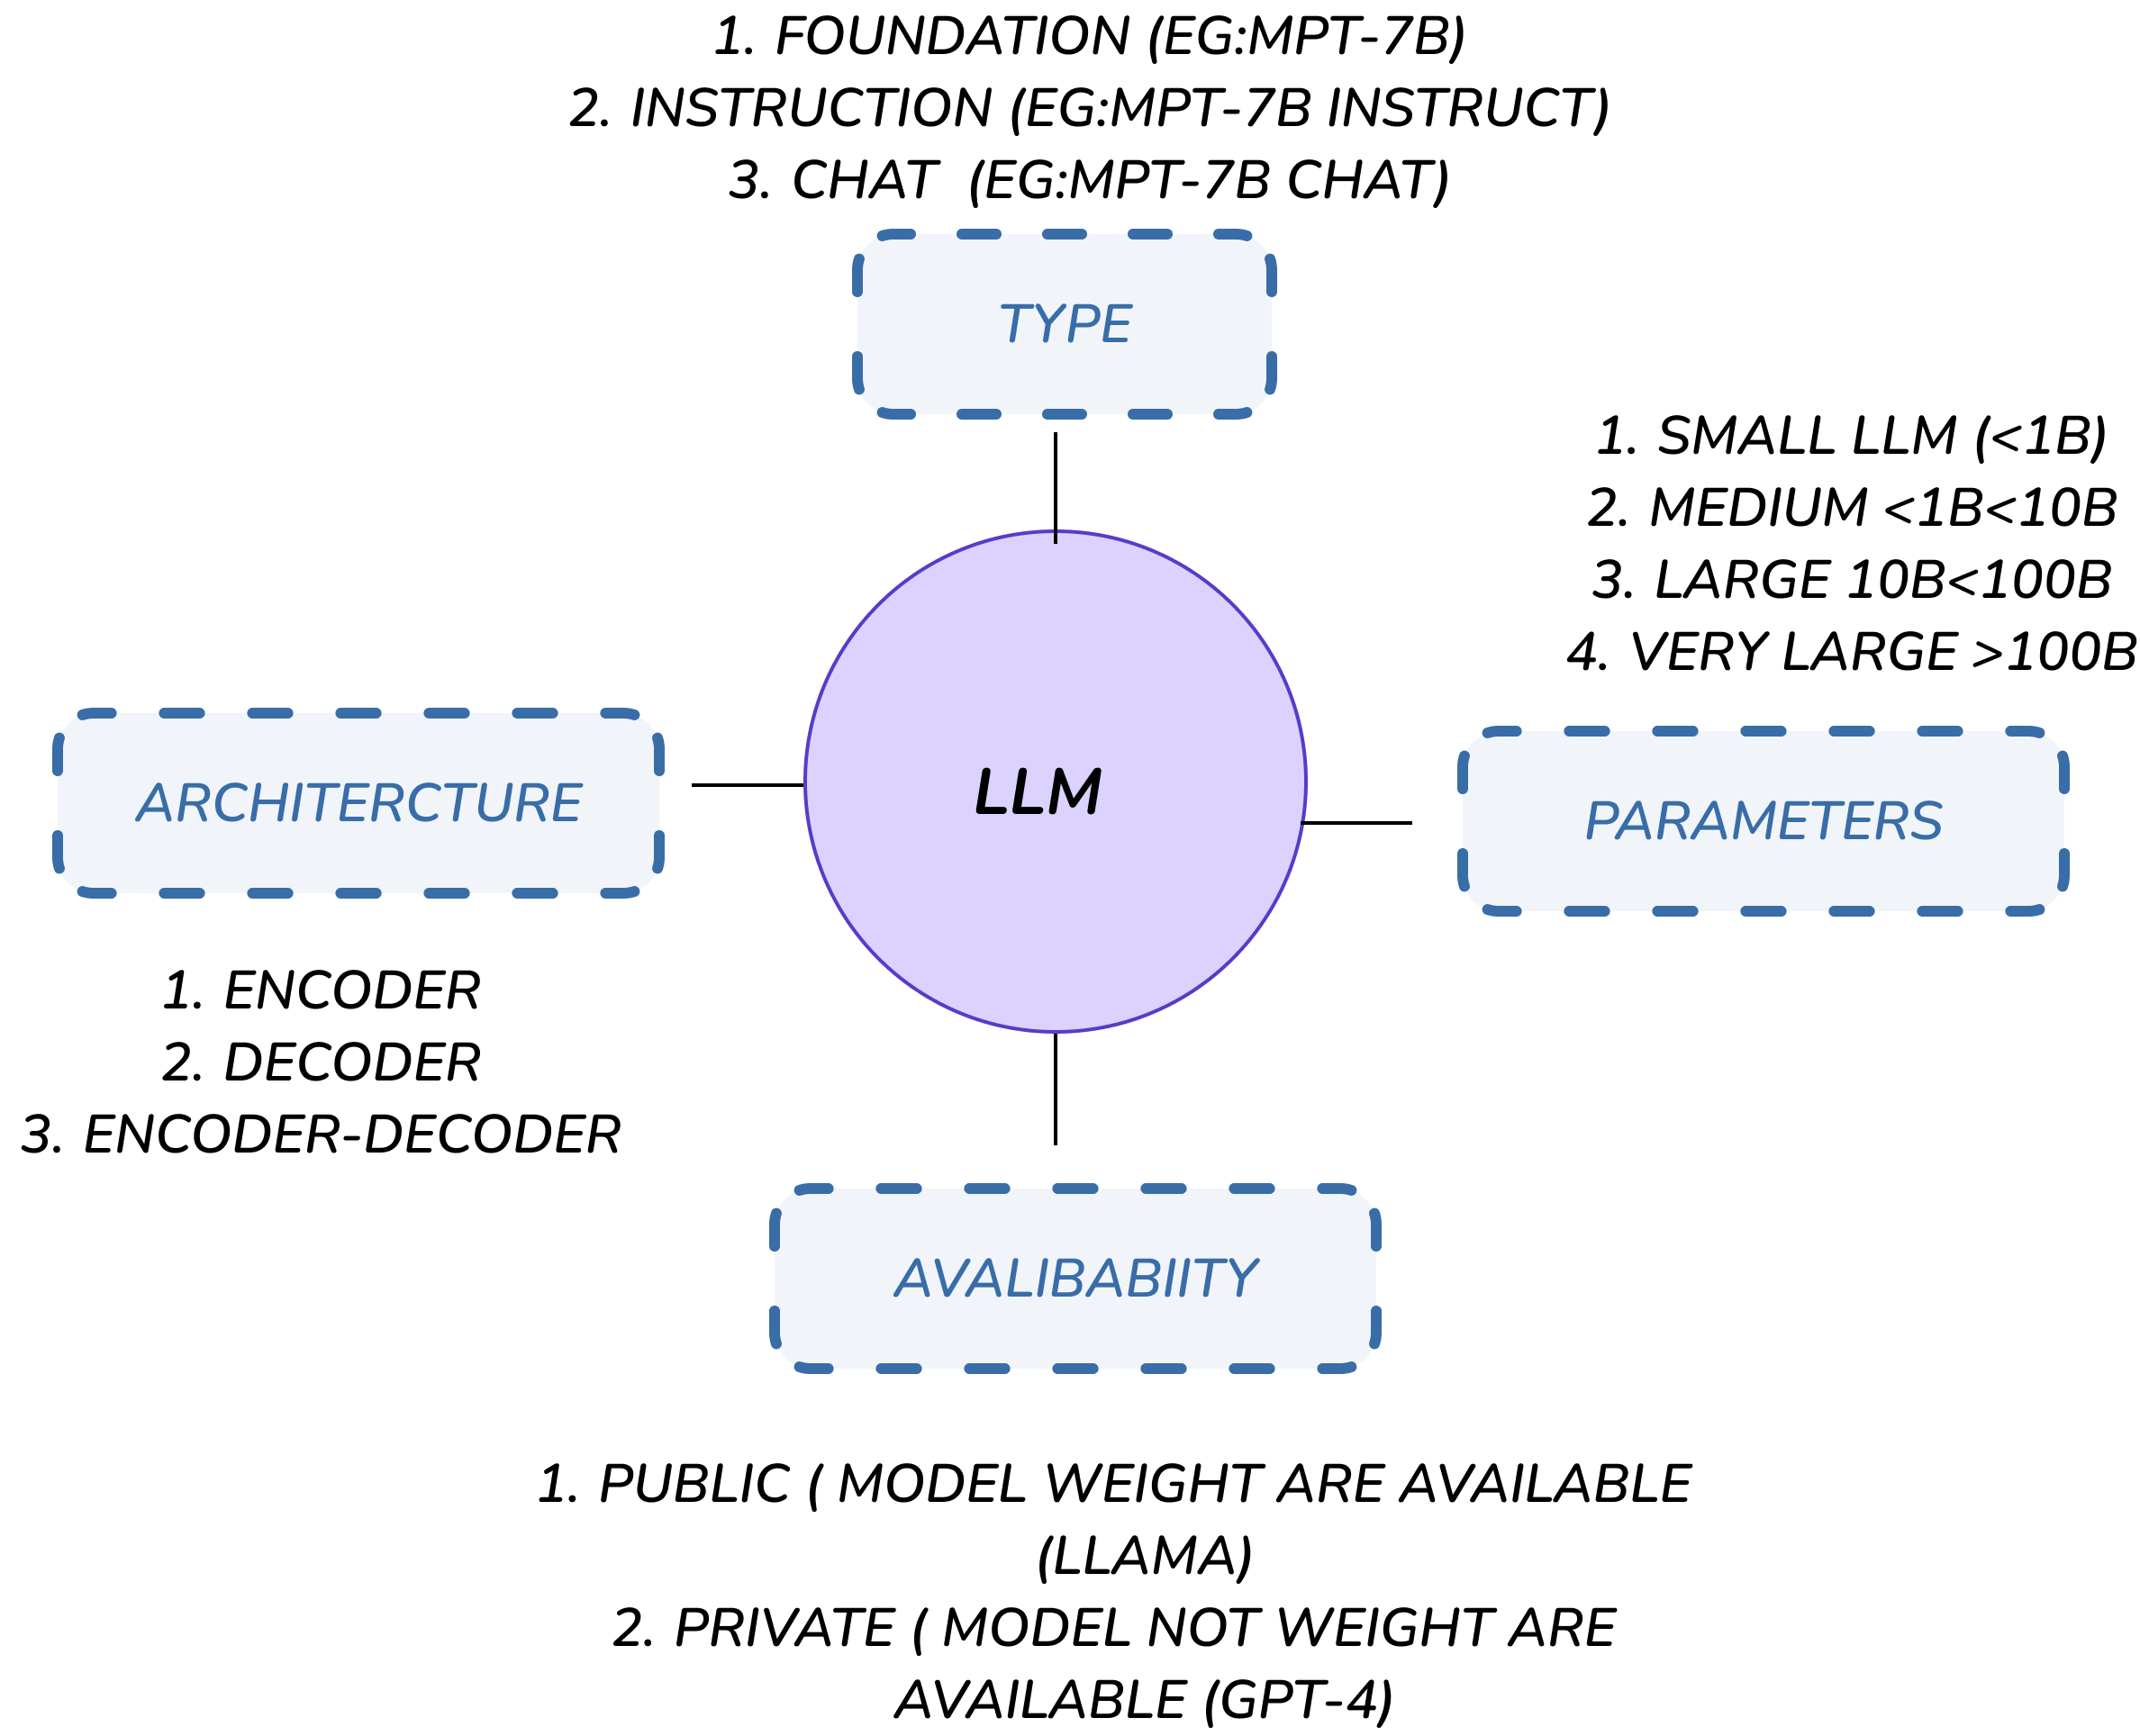 1. FOUNDATION (EG:MPT-7B)
2. INSTRUCTION (EG:MPT-7B INSTRUCT)
3. CHAT (EG:MPT-7B CHAT)
TYPE
1. SMALL LLM (<1B)
2. MEDIUM <1B<10B
3. LARGE 10B<100B
4. VERY LARGE >100B
ARCHITERCTURE
LLM
PARAMETERS
1. ENCODER
2. DECODER
3. ENCODER-DECODER
AVALIBABIITY
1. PUBLIC ( MODEL WEIGHT ARE AVAILABLE
(LLAMA)
2. PRIVATE ( MODEL NOT WEIGHT ARE
AVAILABLE (GPT-4)